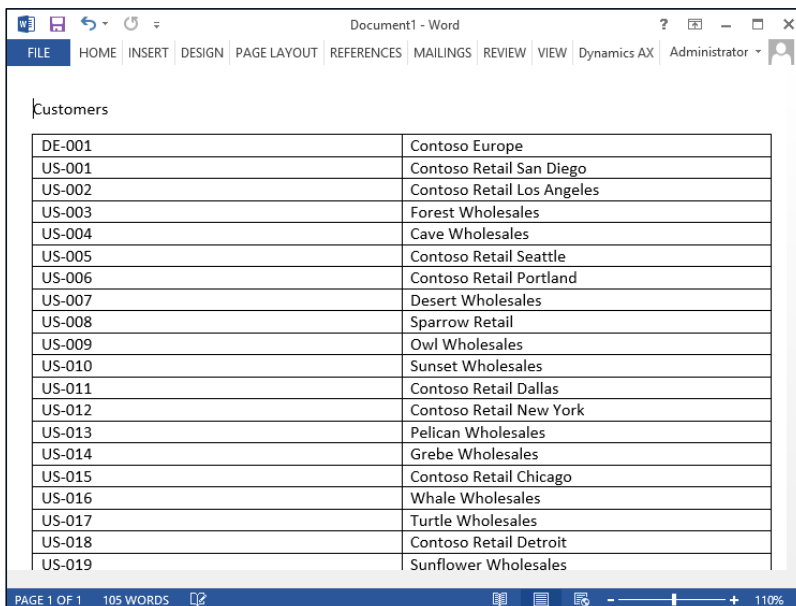 Document1 - Word
?
FILE HOME INSERT DESIGN PAGE LAYOUT REFERENCES MAILINGS REVIEW VIEW Dynamics AX Administrator
Customers
DE-001 Contoso Europe
US-001 Contoso Retail San Diego
US-002 Contoso Retail Los Angeles
US-003 Forest Wholesales
US-004 Cave Wholesales
US-005 Contoso Retail Seattle
US-006 Contoso Retail Portland
US-007 Desert Wholesales
US-008 Sparrow Retail
US-009 Owl Wholesales
US-010 Sunset Wholesales
US-011 Contoso Retail Dallas
US-012 Contoso Retail New York
US-013 Pelican Wholesales
US-014 Grebe Wholesales
US-015 Contoso Retail Chicago
US-016 Whale Wholesales
US-017 Turtle Wholesales
US-018 Contoso Retail Detroit
US-019 Sunflower Wholesales
PAGE 1 OF 1 105 WORDS 110%